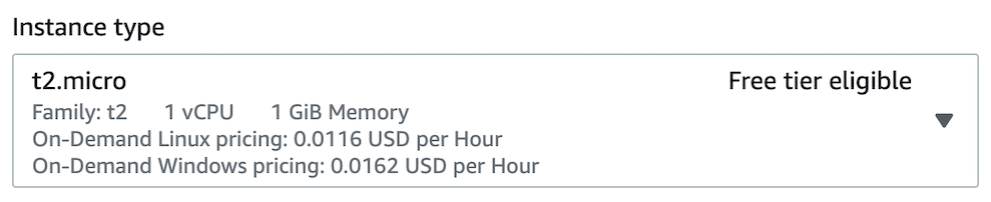 Instance type
t2.micro Free tier eligible
Family: t2 1 vCPU 1 GiB Memory
On-Demand Linux pricing: 0.0116 USD per Hour
On-Demand Windows pricing: 0.0162 USD per Hour